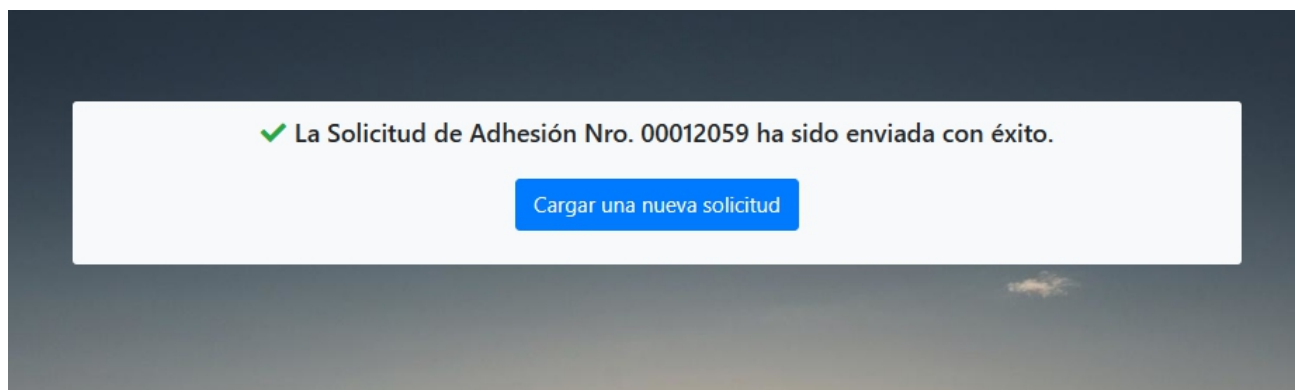 La Solicitud de Adhesión Nro. 00012059 ha sido enviada con éxito.
Cargar una nueva solicitud